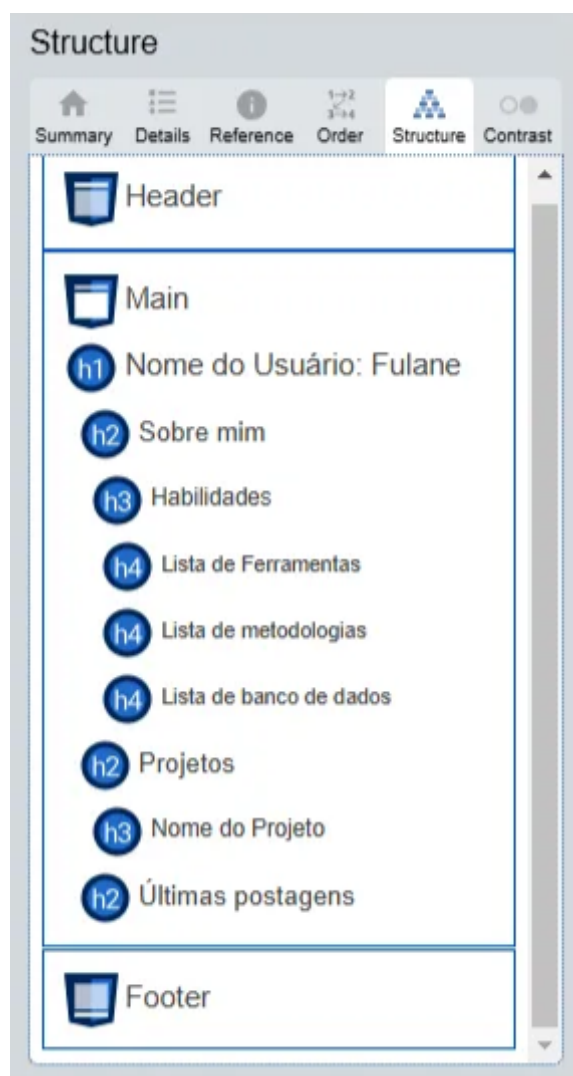 Structure
Summary Details Reference Order Structure Contrast
1→2
3→4
Header
Main
h1 Nome do Usuário: Fulane
h2 Sobre mim
h3 Habilidades
h4 Lista de Ferramentas
h4 Lista de metodologias
h4 Lista de banco de dados
h2 Projetos
h3 Nome do Projeto
h2 Últimas postagens
Footer